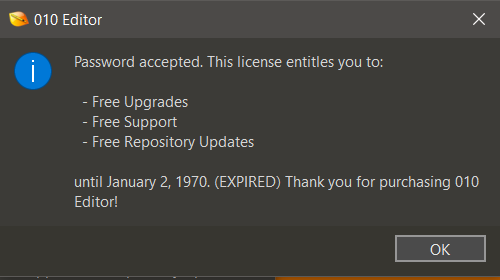 010 Editor
Password accepted. This license entitles you to:
- Free Upgrades
- Free Support
- Free Repository Updates
until January 2, 1970. (EXPIRED) Thank you for purchasing 010
Editor!
OK